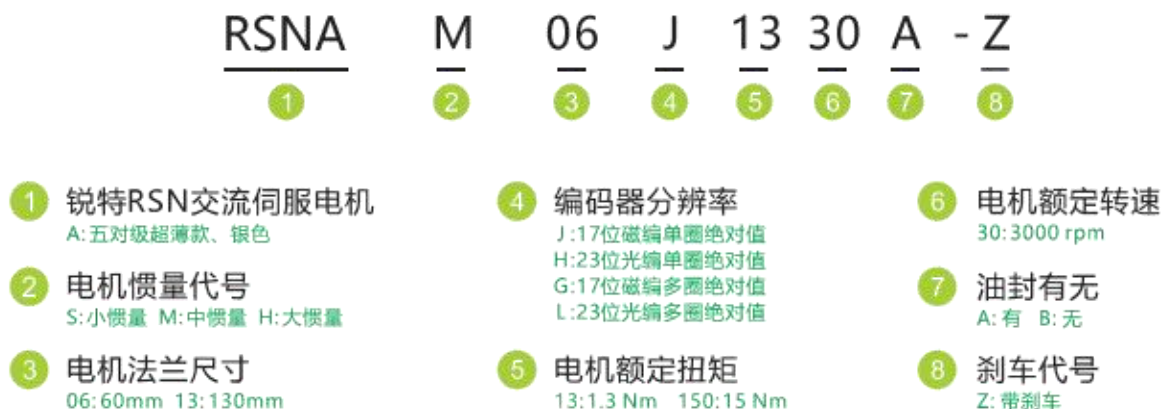 RSNA M 06 J 13 30 A - Z
1 2 3 4 5 6 7 8
1 锐特RSN交流伺服电机
A:五对级超薄款、银色
2 电机惯量代号
S:小惯量 M:中惯量 H:大惯量
3 电机法兰尺寸
06:60mm 13:130mm
4 编码器分辨率
J:17位磁编单圈绝对值
H:23位光编单圈绝对值
G:17位磁编多圈绝对值
L:23位光编多圈绝对值
5 电机额定扭矩
13:1.3 Nm 150:15 Nm
6 电机额定转速
30:3000 rpm
7 油封有无
A:有 B:无
8 刹车代号
Z:带刹车